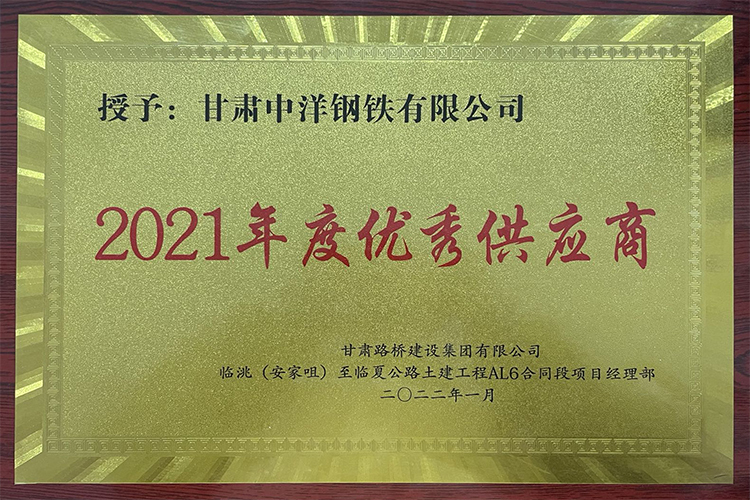 授予：甘肃中洋钢铁有限公司
2021年度优秀供应商
甘肃路桥建设集团有限公司
临洮（安家咀）至临夏公路土建工程AL6合同段项目经理部
二〇二二年一月